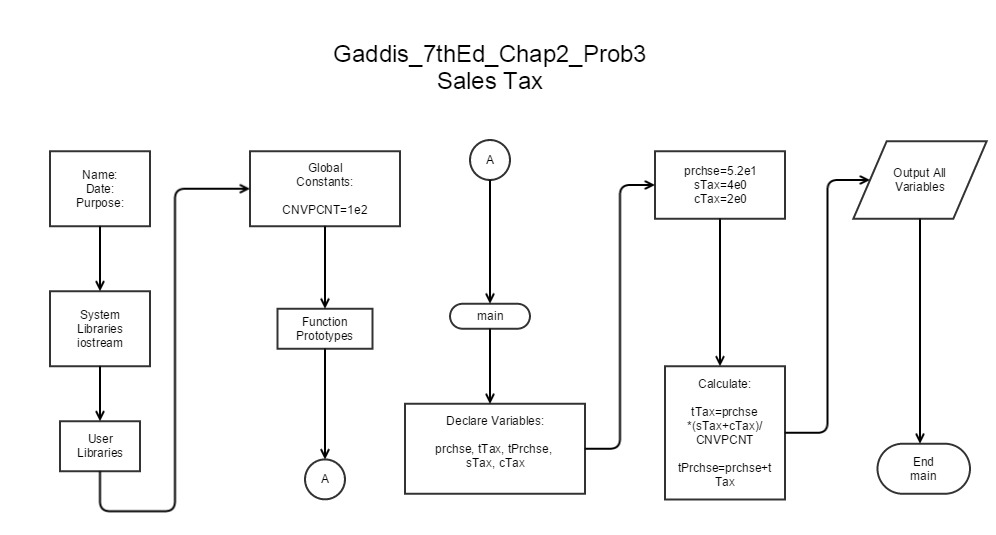 Gaddis_7thEd_Chap2_Prob3
Sales Tax
Name:
Date:
Purpose:
System
Libraries
iostream
User
Libraries
Global
Constants:
CNVPCNT=1e2
Function
Prototypes
A
A
main
Declare Variables:
prchse, tTax, tPrchse,
sTax, cTax
prchse=5.2e1
sTax=4e0
cTax=2e0
Calculate:
tTax=prchse
*(sTax+cTax)/
CNVPCNT
tPrchse=prchse+t
Tax
Output All
Variables
End
main